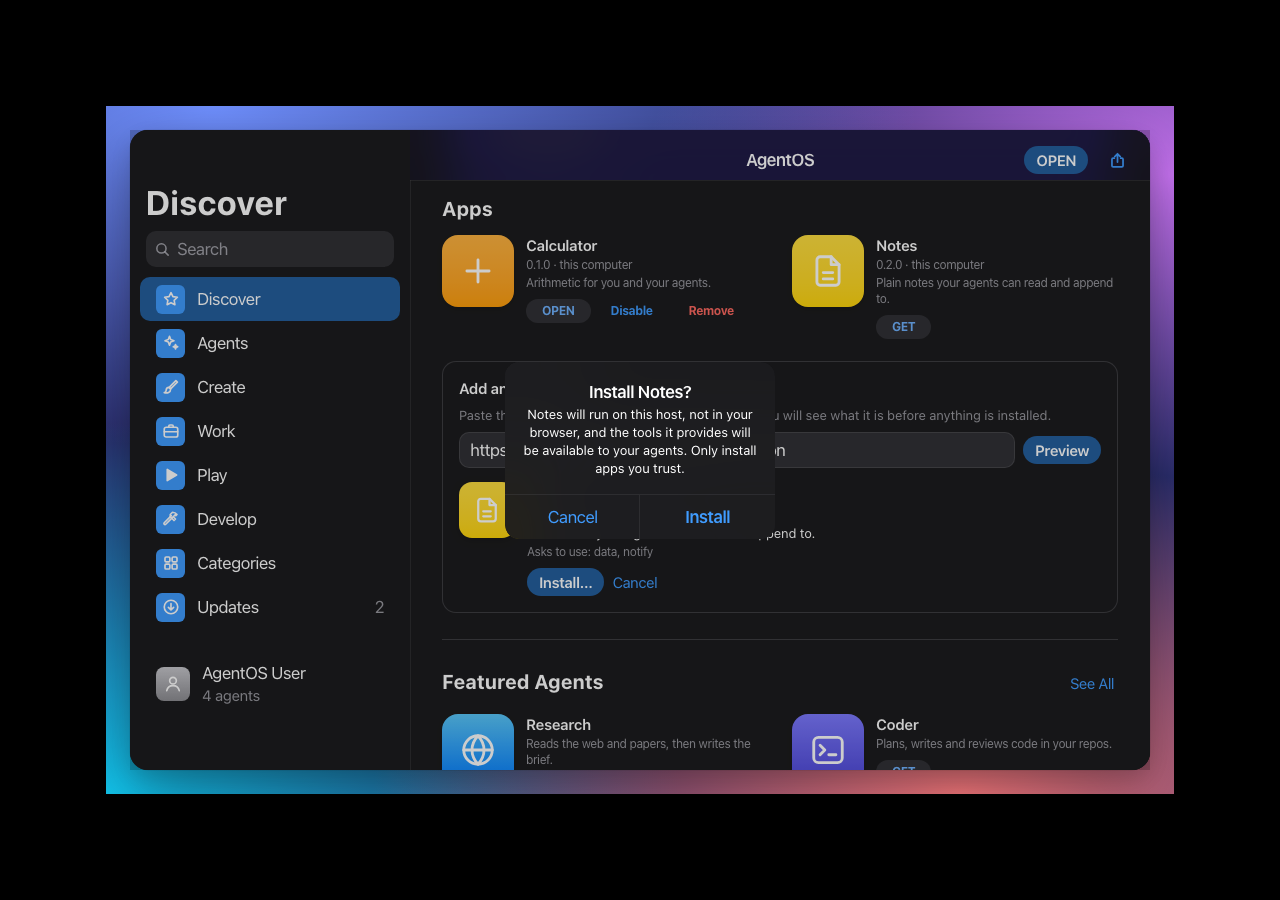 AgentOS
OPEN
Discover
Search
Discover
Agents
Create
Work
Play
Develop
Categories
Updates 2
AgentOS User
4 agents
Apps
Calculator
0.1.0 · this computer
Arithmetic for you and your agents.
OPEN Disable Remove
Notes
0.2.0 · this computer
Plain notes your agents can read and append
to.
GET
Add an
Paste th
u will see what it is before anything is installed.
https
on
Preview
Install Notes?
Notes will run on this host, not in your
browser, and the tools it provides will
be available to your agents. Only install
apps you trust.
Cancel Install
pend to.
Asks to use: data, notify
Install... Cancel
Featured Agents
See All
Research
Reads the web and papers, then writes the
brief.
Coder
Plans, writes and reviews code in your repos.
GET